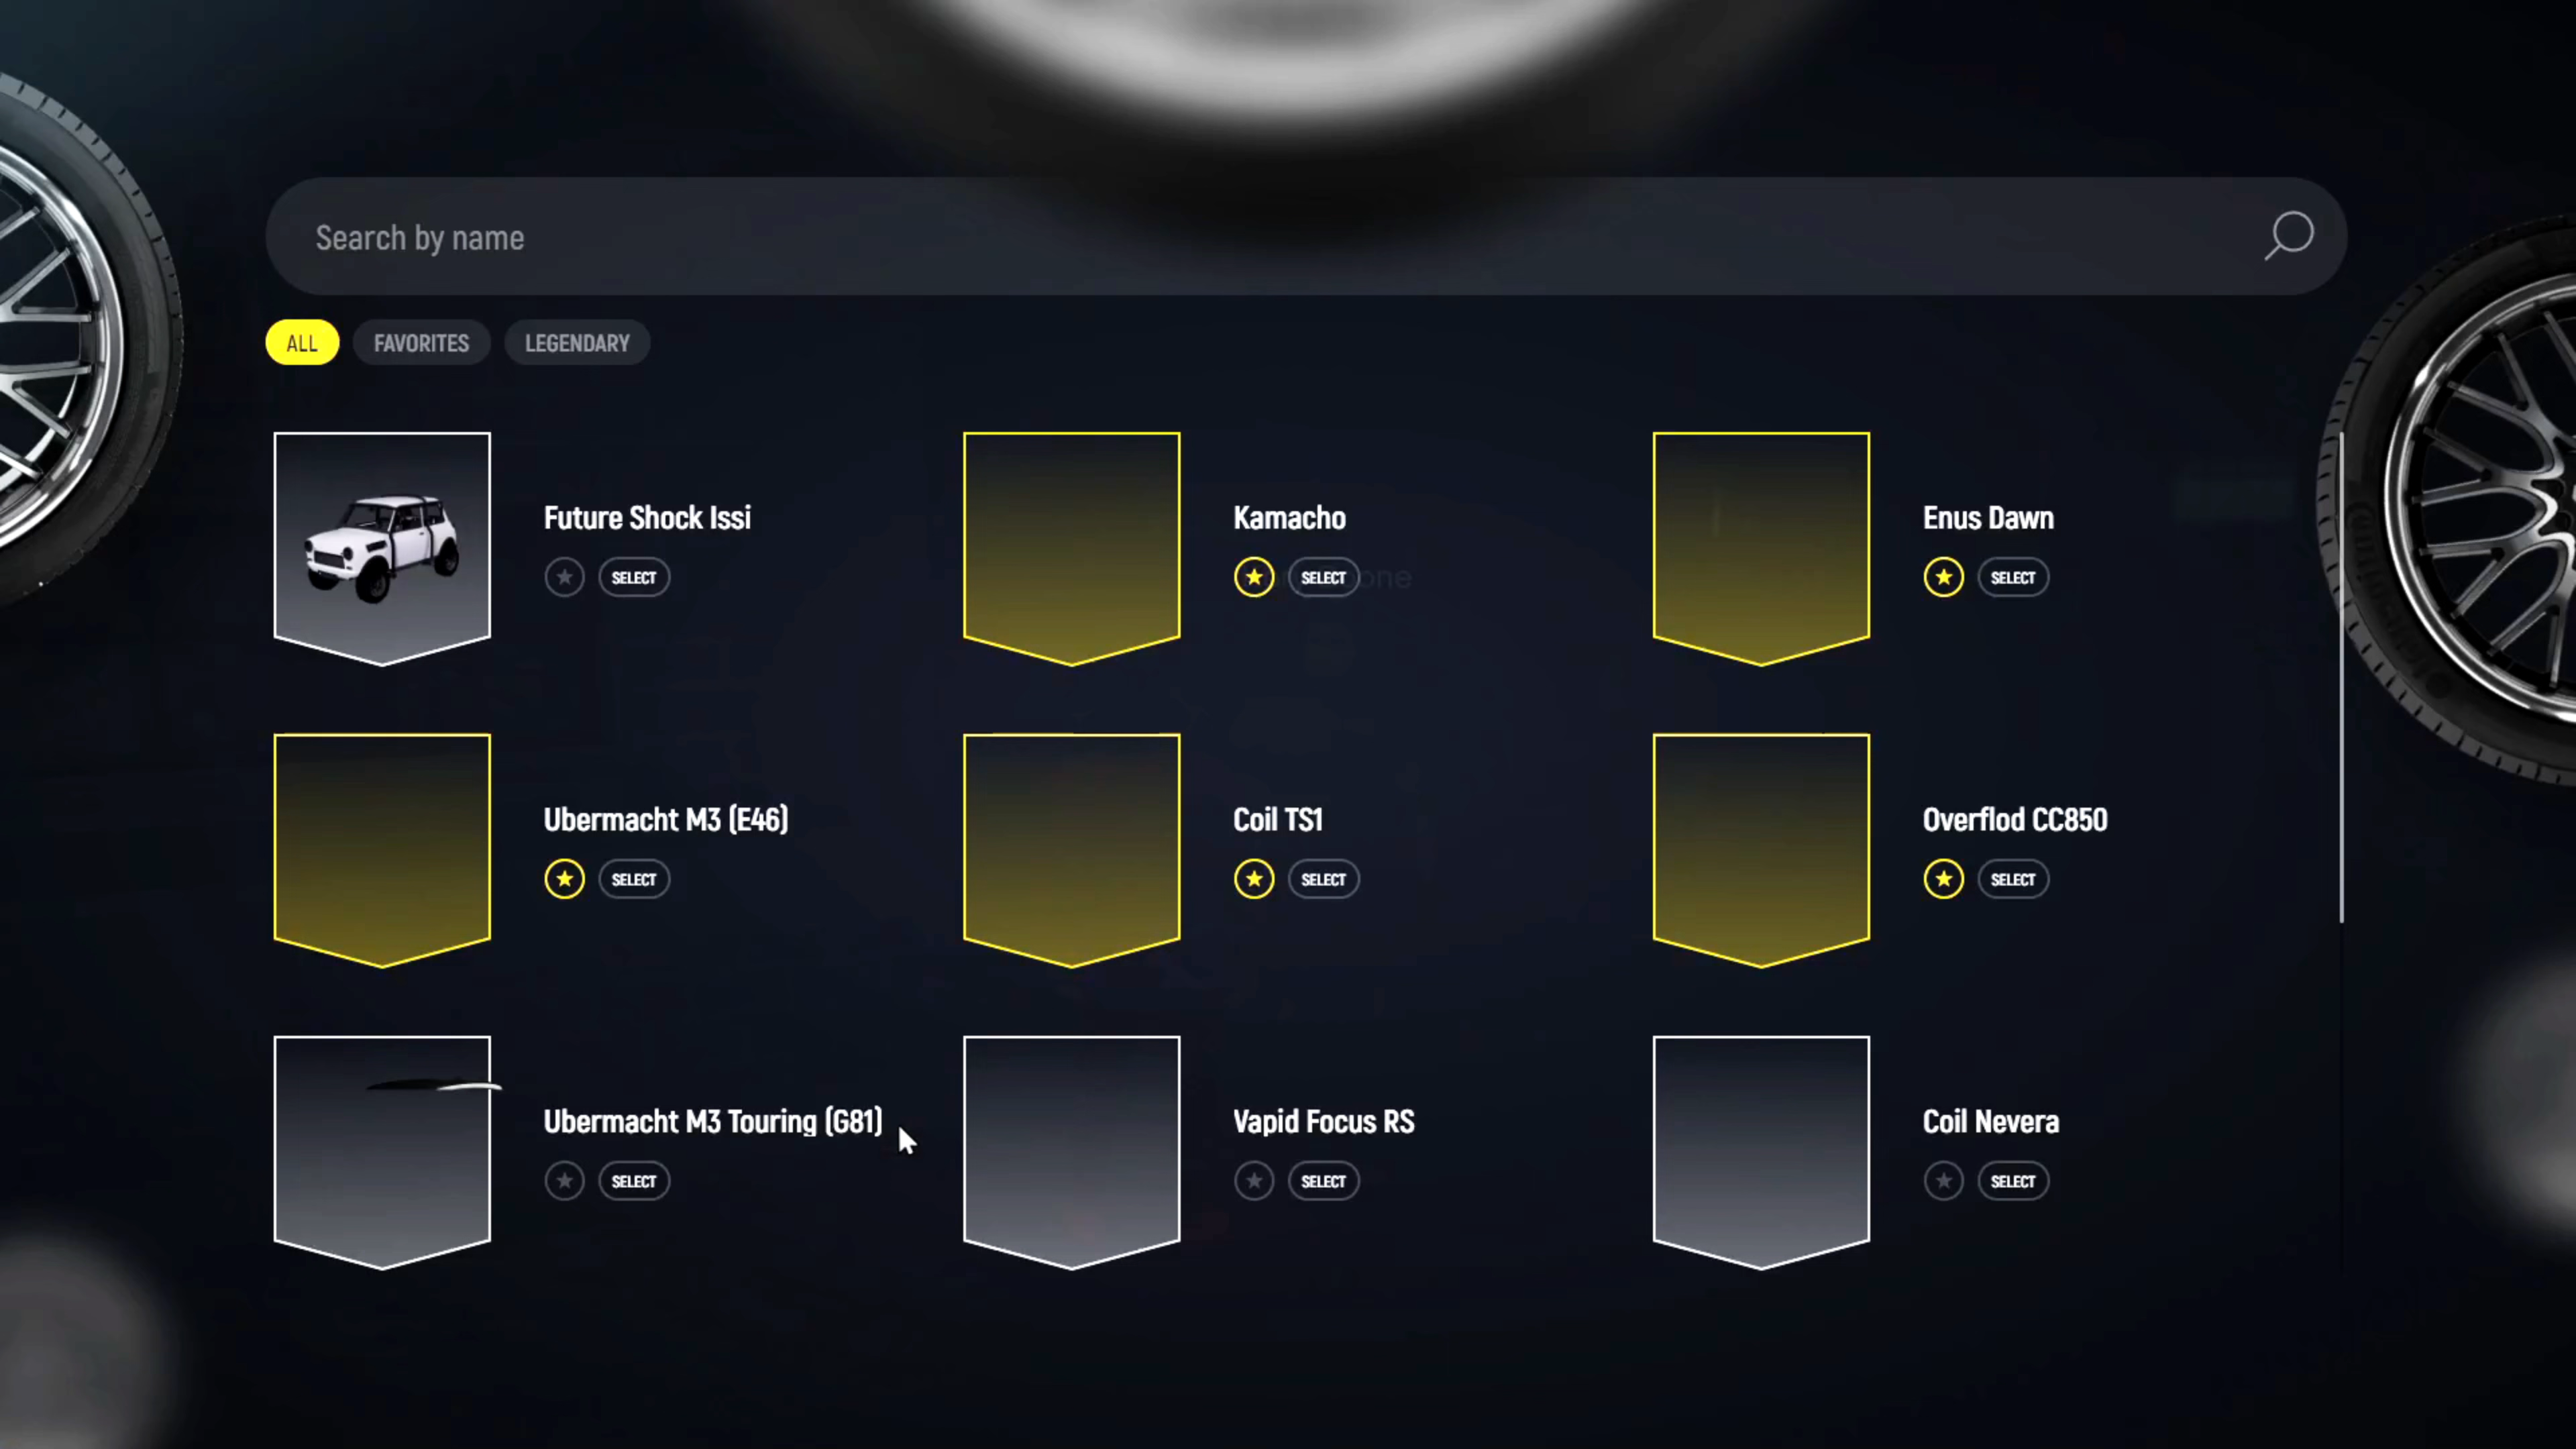 Search by name
ALL FAVORITES LEGENDARY
Future Shock Issi
SELECT
Kamacho
SELECT
Enus Dawn
SELECT
Ubermacht M3 (E46)
SELECT
Coil TS1
SELECT
Overflod CC850
SELECT
Ubermacht M3 Touring (G81)
SELECT
Vapid Focus RS
SELECT
Coil Nevera
SELECT